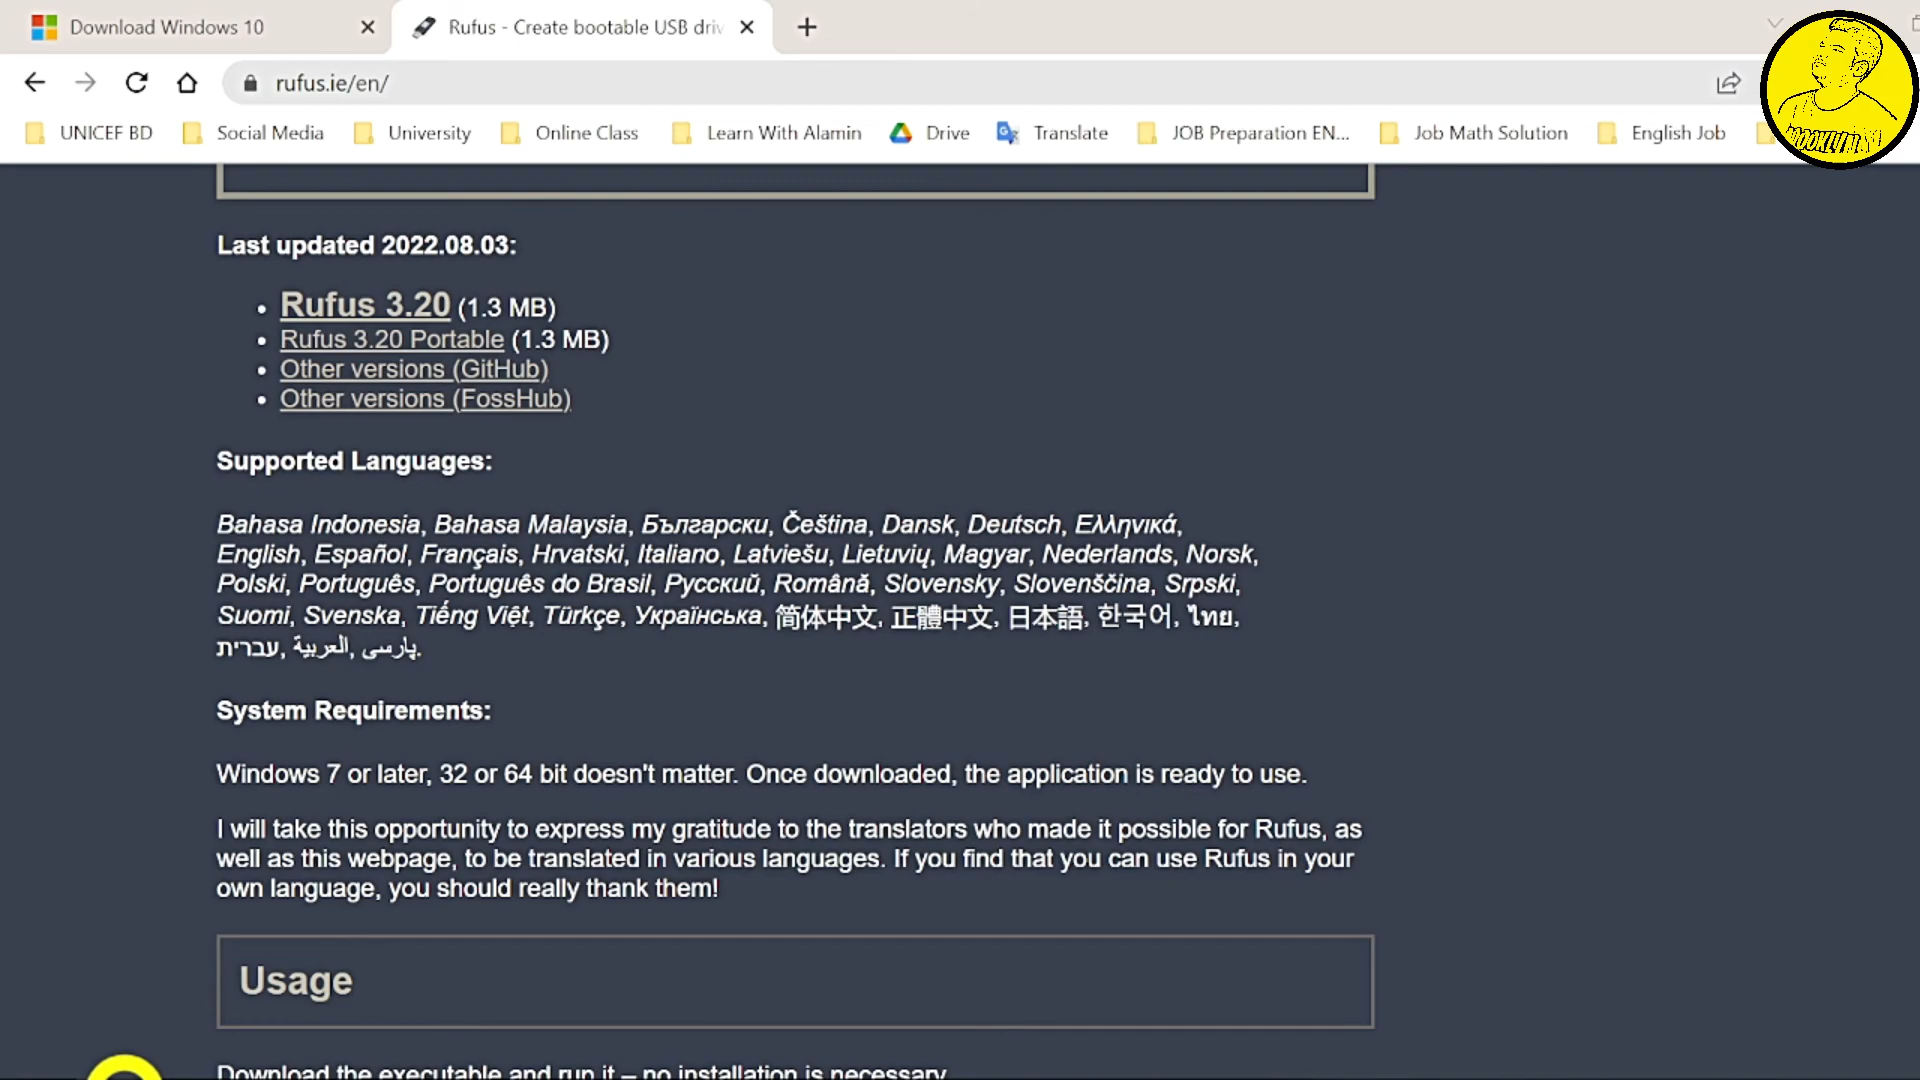 Download Windows 10
Rufus - Create bootable USB driv
rufus.ie/en/
UNICEF BD
Social Media
University
Online Class
Learn With Alamin
Drive
Translate
JOB Preparation EN...
Job Math Solution
English Job
Last updated 2022.08.03:
• Rufus 3.20 (1.3 MB)
• Rufus 3.20 Portable (1.3 MB)
• Other versions (GitHub)
• Other versions (FossHub)
Supported Languages:
Bahasa Indonesia, Bahasa Malaysia, Български, Čeština, Dansk, Deutsch, Ελληνικά,
English, Español, Français, Hrvatski, Italiano, Latviešu, Lietuvių, Magyar, Nederlands, Norsk,
Polski, Português, Português do Brasil, Русский, Română, Slovensky, Slovenščina, Srpski,
Suomi, Svenska, Tiếng Việt, Türkçe, Українська, 简体中文, 正體中文, 日本語, 한국어, ไทย,
עברית, العربية, پارسی.
System Requirements:
Windows 7 or later, 32 or 64 bit doesn't matter. Once downloaded, the application is ready to use.
I will take this opportunity to express my gratitude to the translators who made it possible for Rufus, as
well as this webpage, to be translated in various languages. If you find that you can use Rufus in your
own language, you should really thank them!
Usage
Download the executable and run it – no installation is necessary.